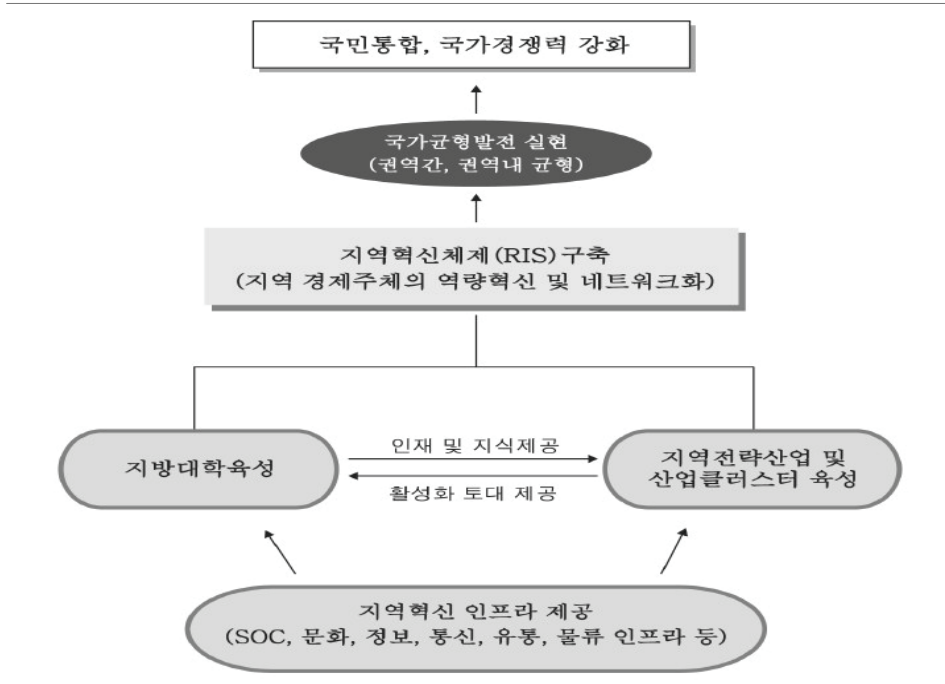 국민통합, 국가경쟁력 강화
국가균형발전 실현
(권역간, 권역내 균형)
지역혁신체제(RIS)구축
(지역 경제주체의 역량혁신 및 네트워크화)
지방대학육성
인재 및 지식제공
활성화 토대 제공
지역전략산업 및
산업클러스터 육성
지역혁신 인프라 제공
(SOC, 문화, 정보, 통신, 유통, 물류 인프라 등)